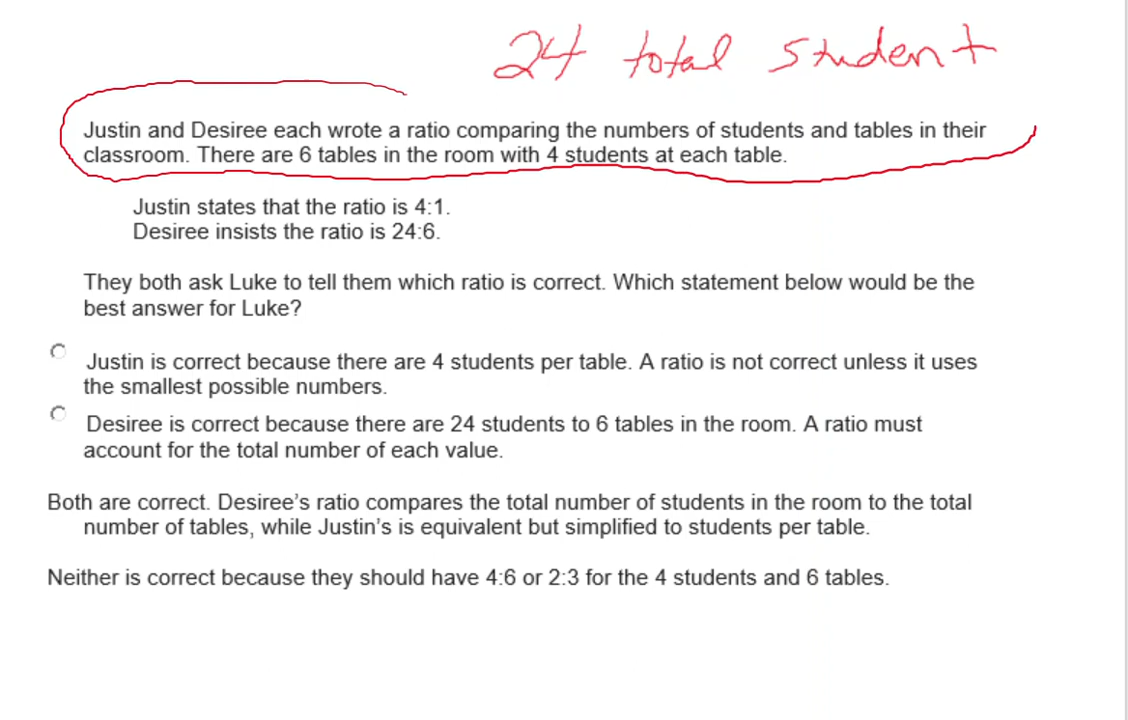 24 total student
Justin and Desiree each wrote a ratio comparing the numbers of students and tables in their
classroom. There are 6 tables in the room with 4 students at each table.
Justin states that the ratio is 4:1.
Desiree insists the ratio is 24:6.
They both ask Luke to tell them which ratio is correct. Which statement below would be the
best answer for Luke?
Justin is correct because there are 4 students per table. A ratio is not correct unless it uses
the smallest possible numbers.
Desiree is correct because there are 24 students to 6 tables in the room. A ratio must
account for the total number of each value.
Both are correct. Desiree’s ratio compares the total number of students in the room to the total
number of tables, while Justin’s is equivalent but simplified to students per table.
Neither is correct because they should have 4:6 or 2:3 for the 4 students and 6 tables.